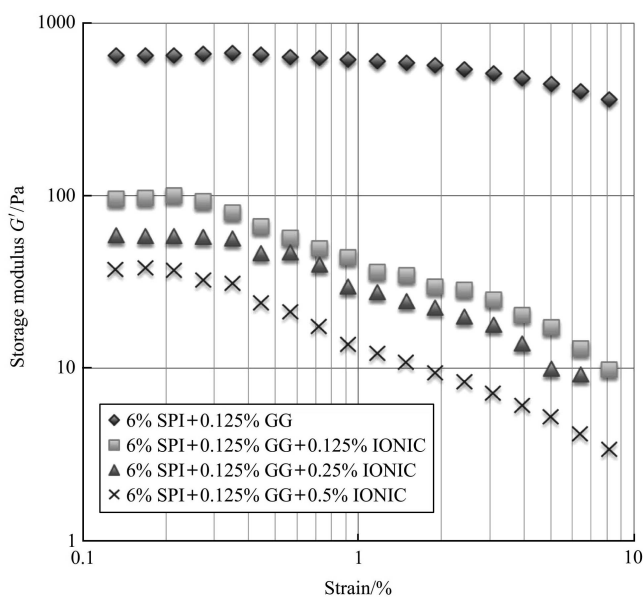 1000
100
10
1
Storage modulus G′/Pa
6% SPI+0.125% GG
6% SPI+0.125% GG+0.125% IONIC
6% SPI+0.125% GG+0.25% IONIC
6% SPI+0.125% GG+0.5% IONIC
0.1 1 10
Strain/%